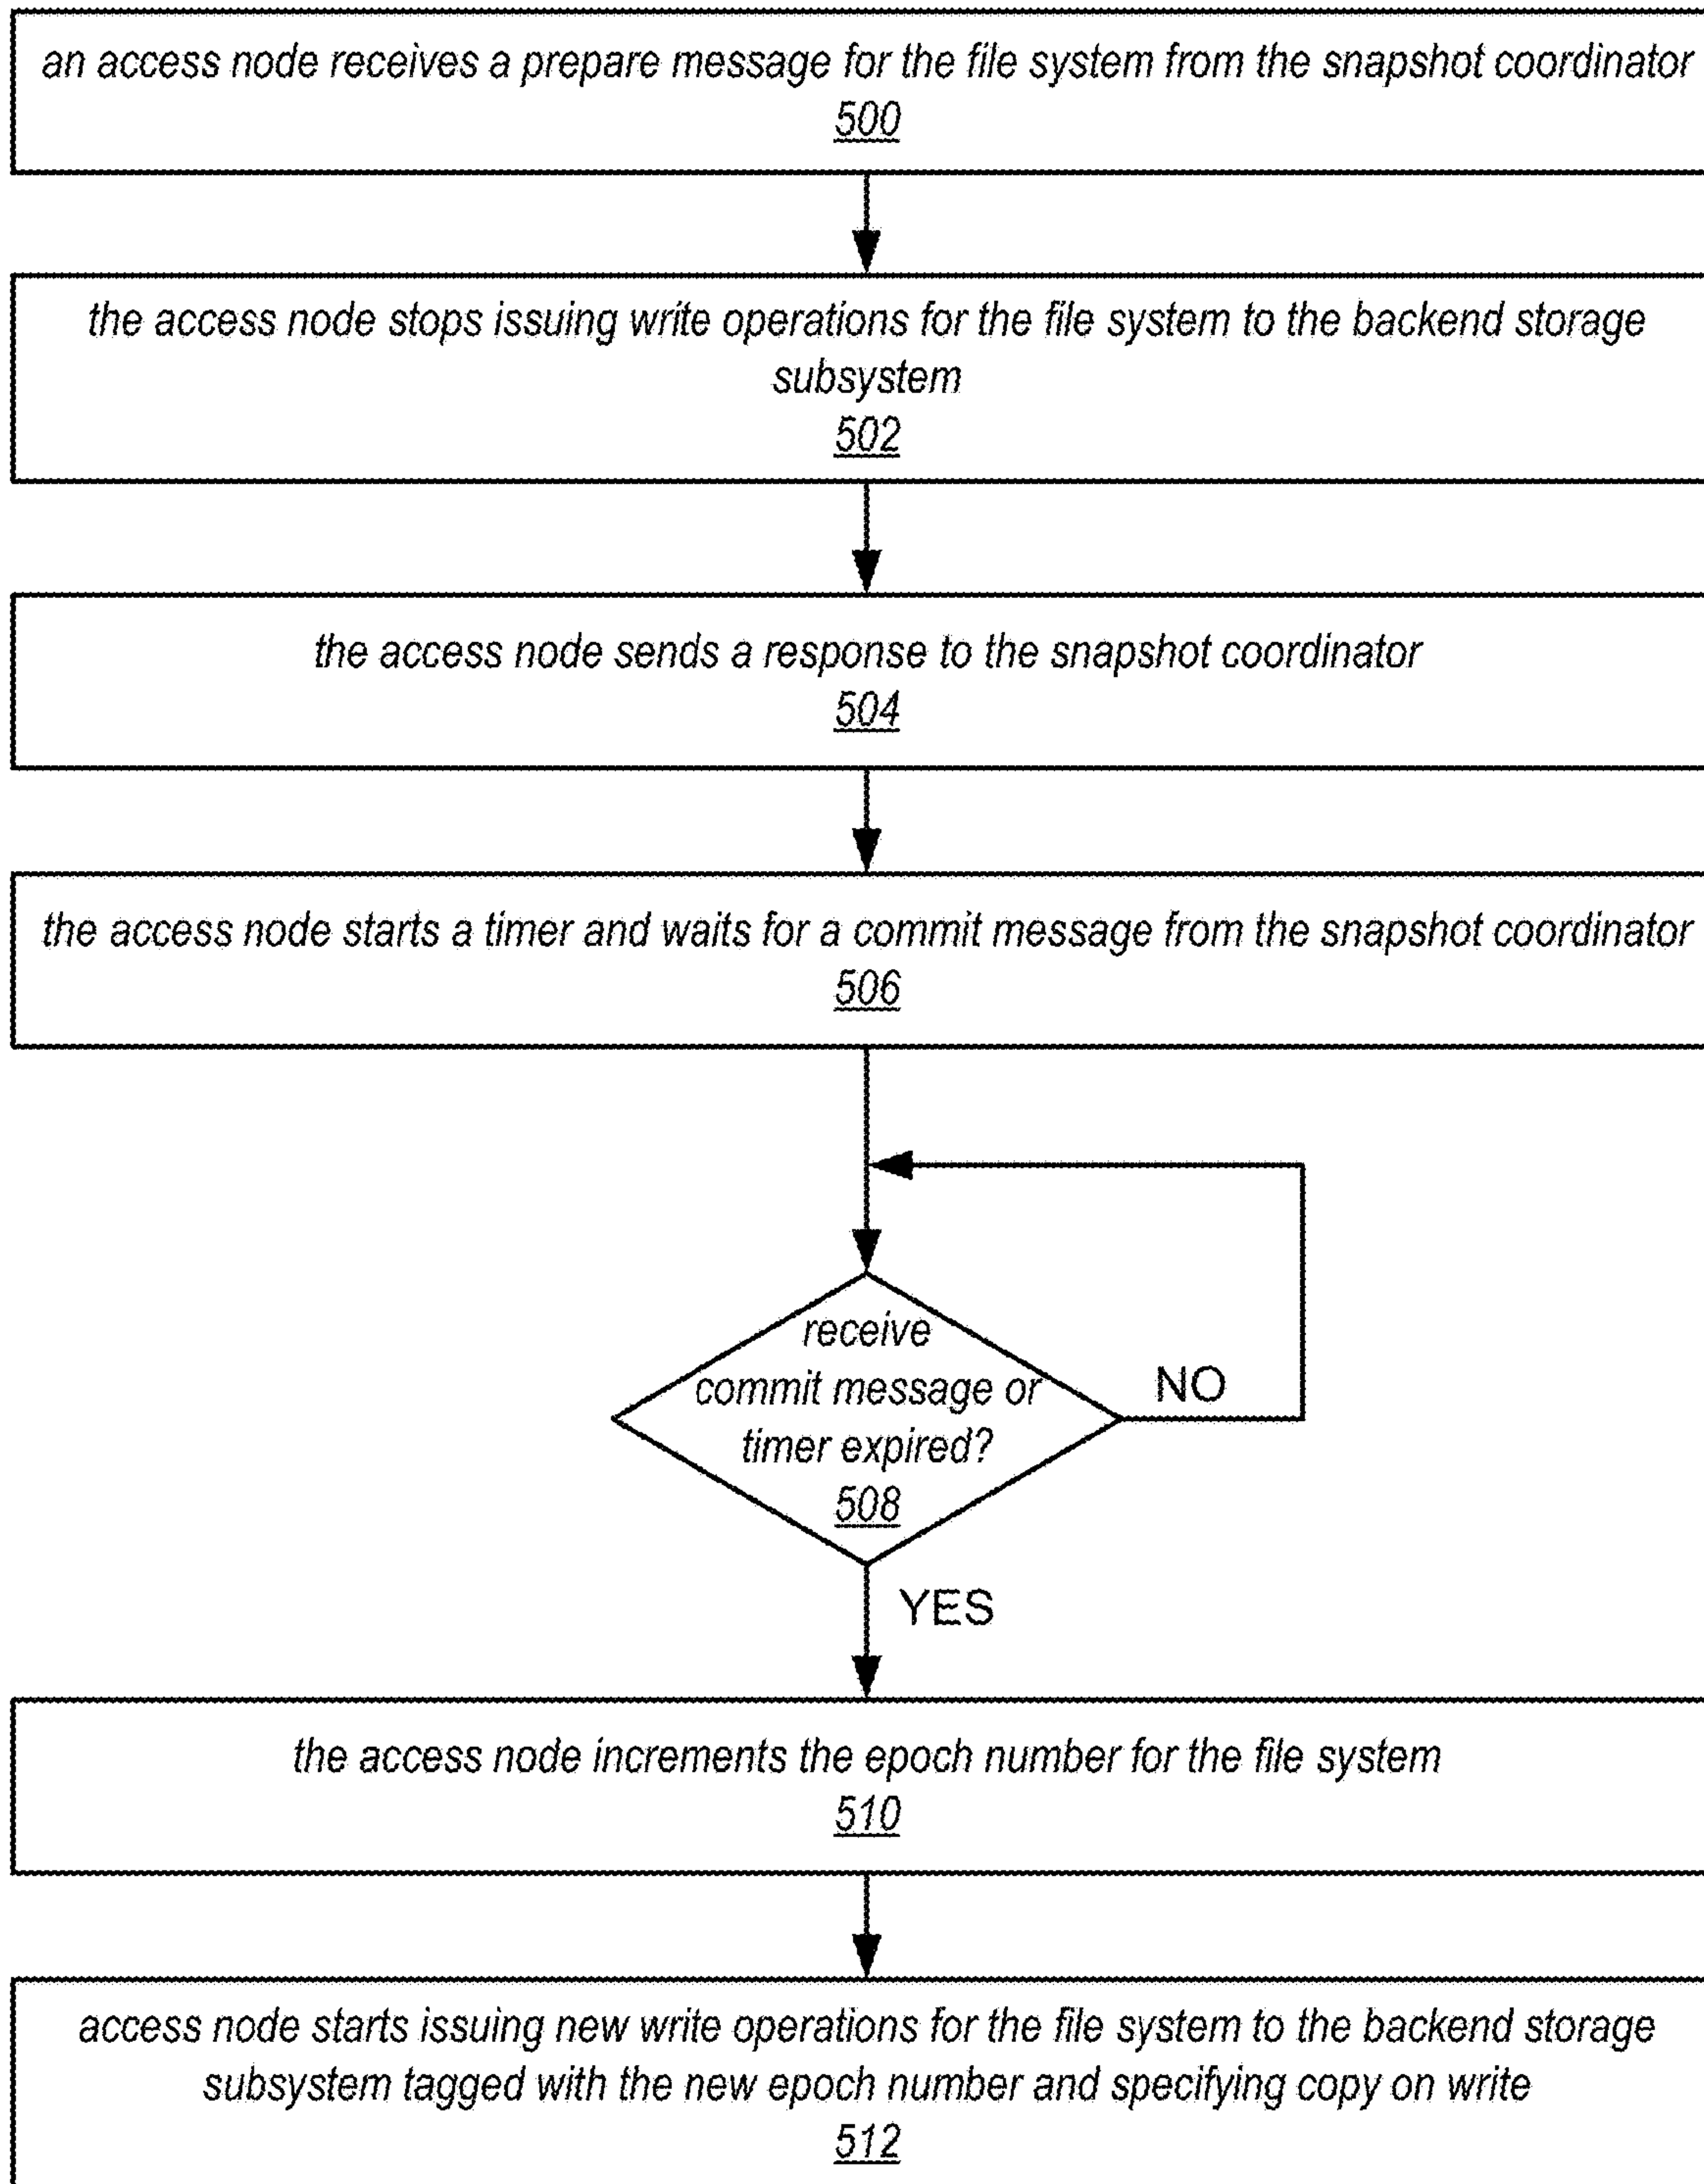 an access node receives a prepare message for the file system from the snapshot coordinator
500
the access node stops issuing write operations for the file system to the backend storage
subsystem
502
the access node sends a response to the snapshot coordinator
504
the access node starts a timer and waits for a commit message from the snapshot coordinator
506
receive
commit message or
timer expired?
508
NO
YES
the access node increments the epoch number for the file system
510
access node starts issuing new write operations for the file system to the backend storage
subsystem tagged with the new epoch number and specifying copy on write
512